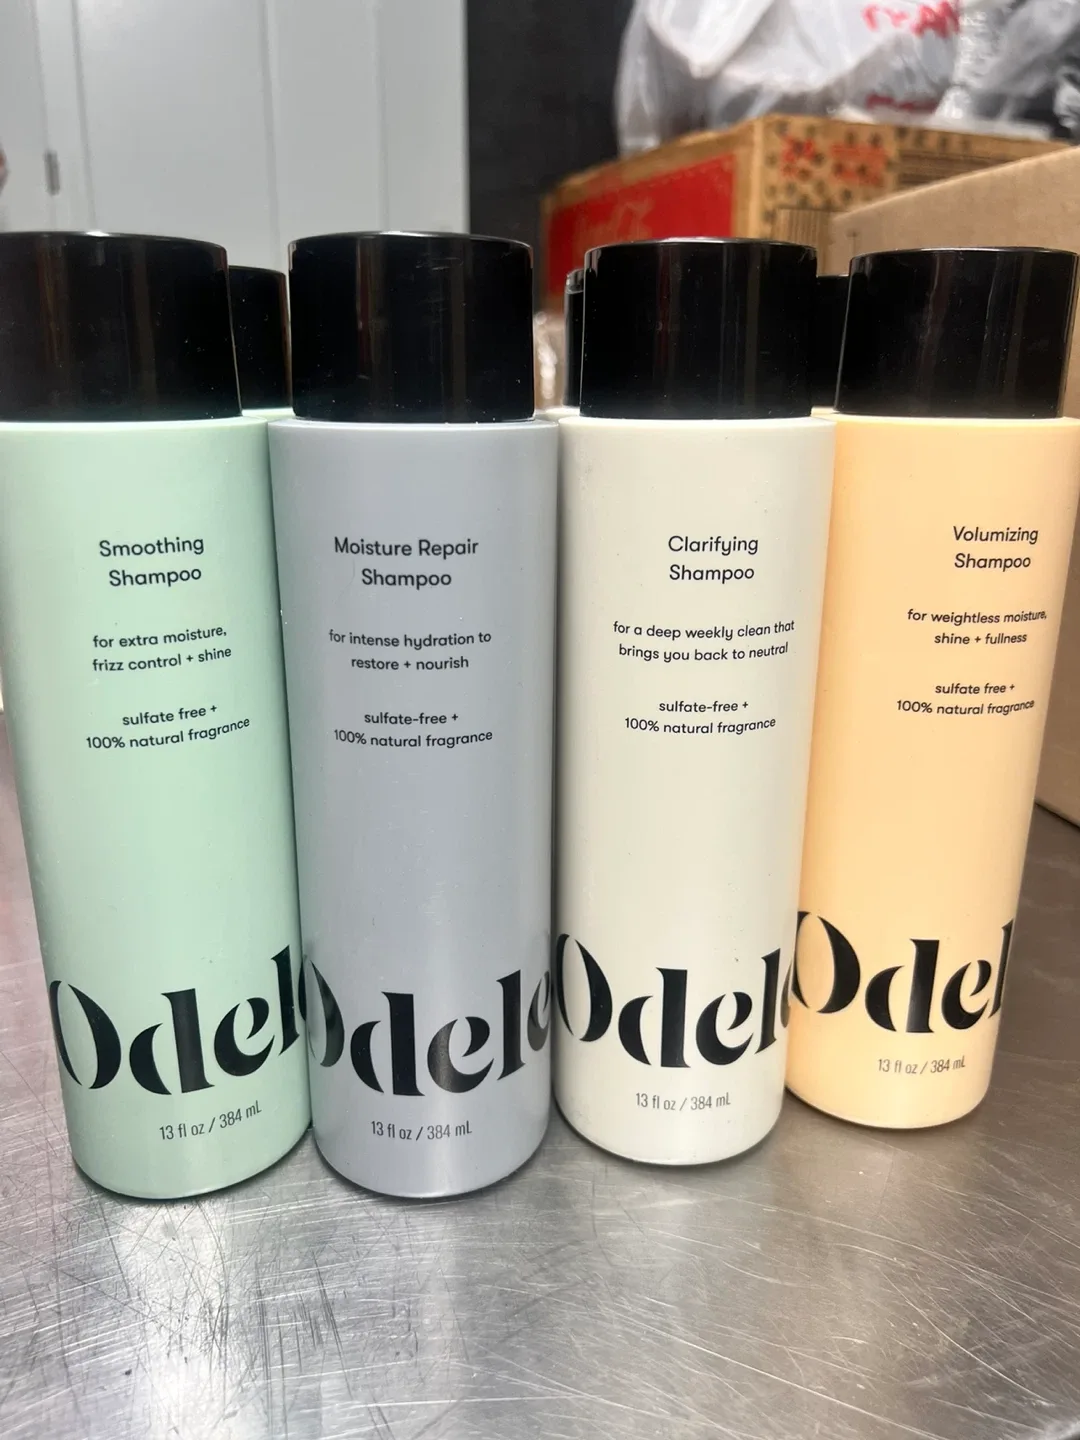 Smoothing
Shampoo
for extra moisture,
frizz control + shine
sulfate free +
100% natural fragrance
Odel
13 fl oz / 384 mL
Moisture Repair
Shampoo
for intense hydration to
restore + nourish
sulfate-free +
100% natural fragrance
Odele
13 fl oz / 384 mL
Clarifying
Shampoo
for a deep weekly clean that
brings you back to neutral
sulfate-free +
100% natural fragrance
Odele
13 fl oz / 384 mL
Volumizing
Shampoo
for weightless moisture,
shine + fullness
sulfate free +
100% natural fragrance
Odel
13 fl oz / 384 mL